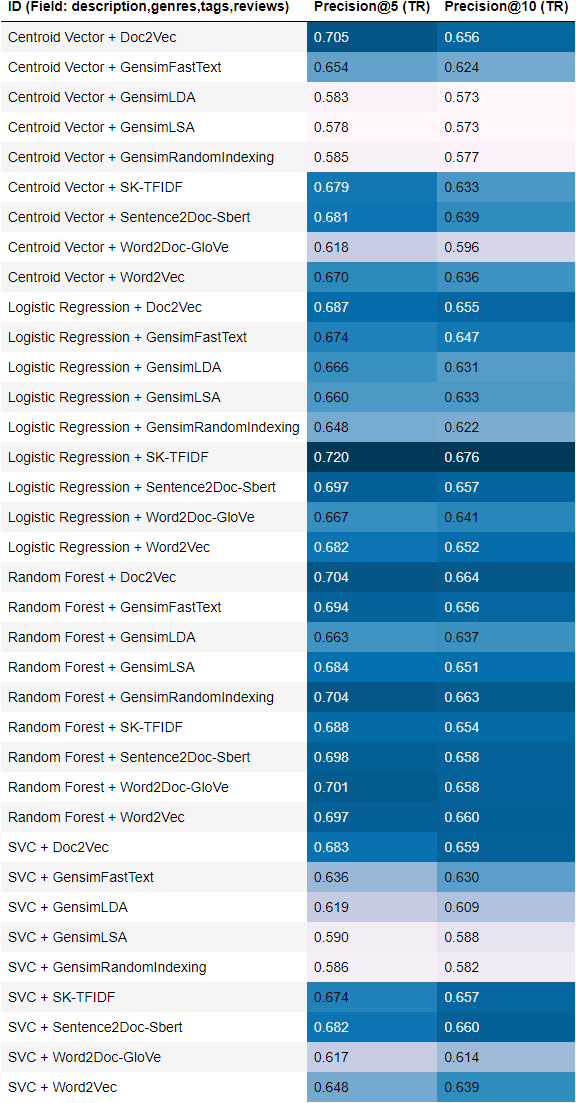 ID (Field: description,genres,tags,reviews) Precision@5 (TR) Precision@10 (TR)
Centroid Vector + Doc2Vec 0.705 0.656
Centroid Vector + GensimFastText 0.654 0.624
Centroid Vector + GensimLDA 0.583 0.573
Centroid Vector + GensimLSA 0.578 0.573
Centroid Vector + GensimRandomIndexing 0.585 0.577
Centroid Vector + SK-TFIDF 0.679 0.633
Centroid Vector + Sentence2Doc-Sbert 0.681 0.639
Centroid Vector + Word2Doc-GloVe 0.618 0.596
Centroid Vector + Word2Vec 0.670 0.636
Logistic Regression + Doc2Vec 0.687 0.655
Logistic Regression + GensimFastText 0.674 0.647
Logistic Regression + GensimLDA 0.666 0.631
Logistic Regression + GensimLSA 0.660 0.633
Logistic Regression + GensimRandomIndexing 0.648 0.622
Logistic Regression + SK-TFIDF 0.720 0.676
Logistic Regression + Sentence2Doc-Sbert 0.697 0.657
Logistic Regression + Word2Doc-GloVe 0.667 0.641
Logistic Regression + Word2Vec 0.682 0.652
Random Forest + Doc2Vec 0.704 0.664
Random Forest + GensimFastText 0.694 0.656
Random Forest + GensimLDA 0.663 0.637
Random Forest + GensimLSA 0.684 0.651
Random Forest + GensimRandomIndexing 0.704 0.663
Random Forest + SK-TFIDF 0.688 0.654
Random Forest + Sentence2Doc-Sbert 0.698 0.658
Random Forest + Word2Doc-GloVe 0.701 0.658
Random Forest + Word2Vec 0.697 0.660
SVC + Doc2Vec 0.683 0.659
SVC + GensimFastText 0.636 0.630
SVC + GensimLDA 0.619 0.609
SVC + GensimLSA 0.590 0.588
SVC + GensimRandomIndexing 0.586 0.582
SVC + SK-TFIDF 0.674 0.657
SVC + Sentence2Doc-Sbert 0.682 0.660
SVC + Word2Doc-GloVe 0.617 0.614
SVC + Word2Vec 0.648 0.639